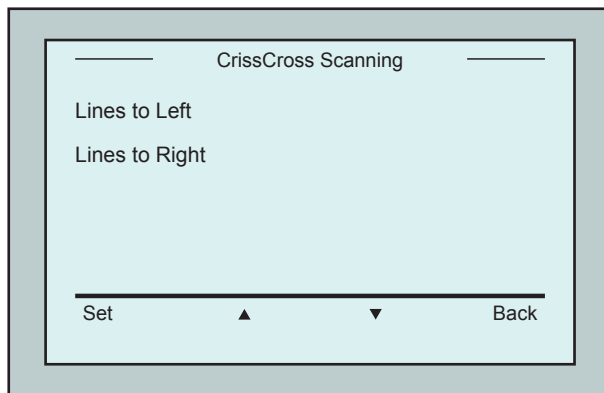 CrissCross Scanning
Lines to Left
Lines to Right
Set ▲ ▼ Back